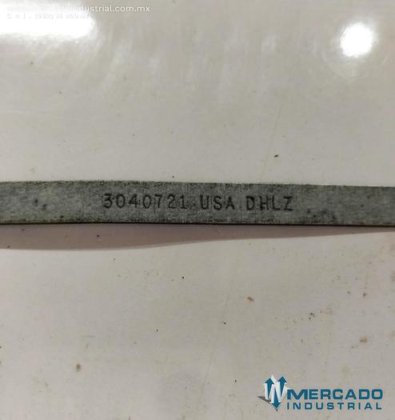 3040721 USA DHLZ
MERCADO
INDUSTRIAL